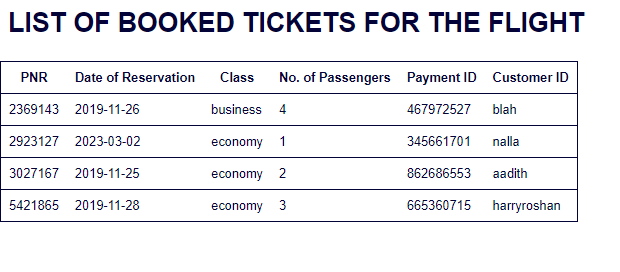 LIST OF BOOKED TICKETS FOR THE FLIGHT
PNR Date of Reservation Class No. of Passengers Payment ID Customer ID
2369143 2019-11-26 business 4 467972527 blah
2923127 2023-03-02 economy 1 345661701 nalla
3027167 2019-11-25 economy 2 862686553 aadith
5421865 2019-11-28 economy 3 665360715 harryroshan